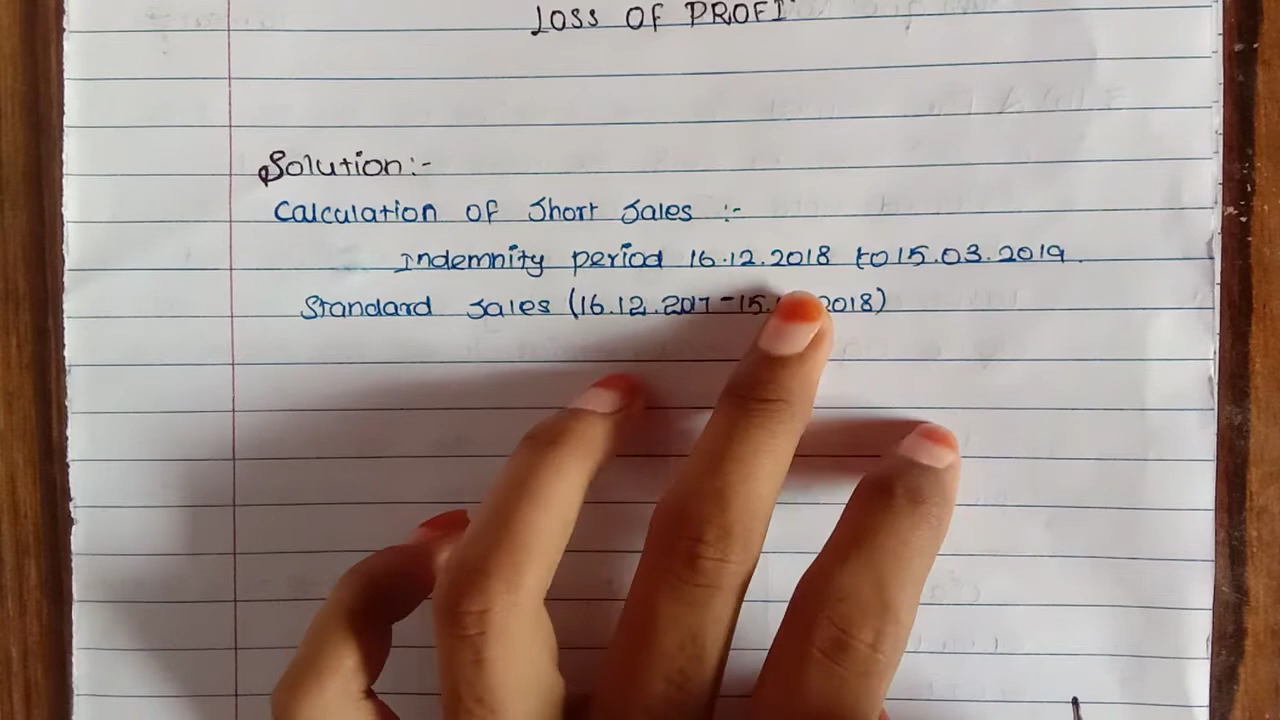 LOSS OF PROFI
Solution:-
Calculation OF Short Sales :-
Indemnity period 16.12.2018 to 15.03.2019.
Standard Sales (16.12.2017-15. 2018)